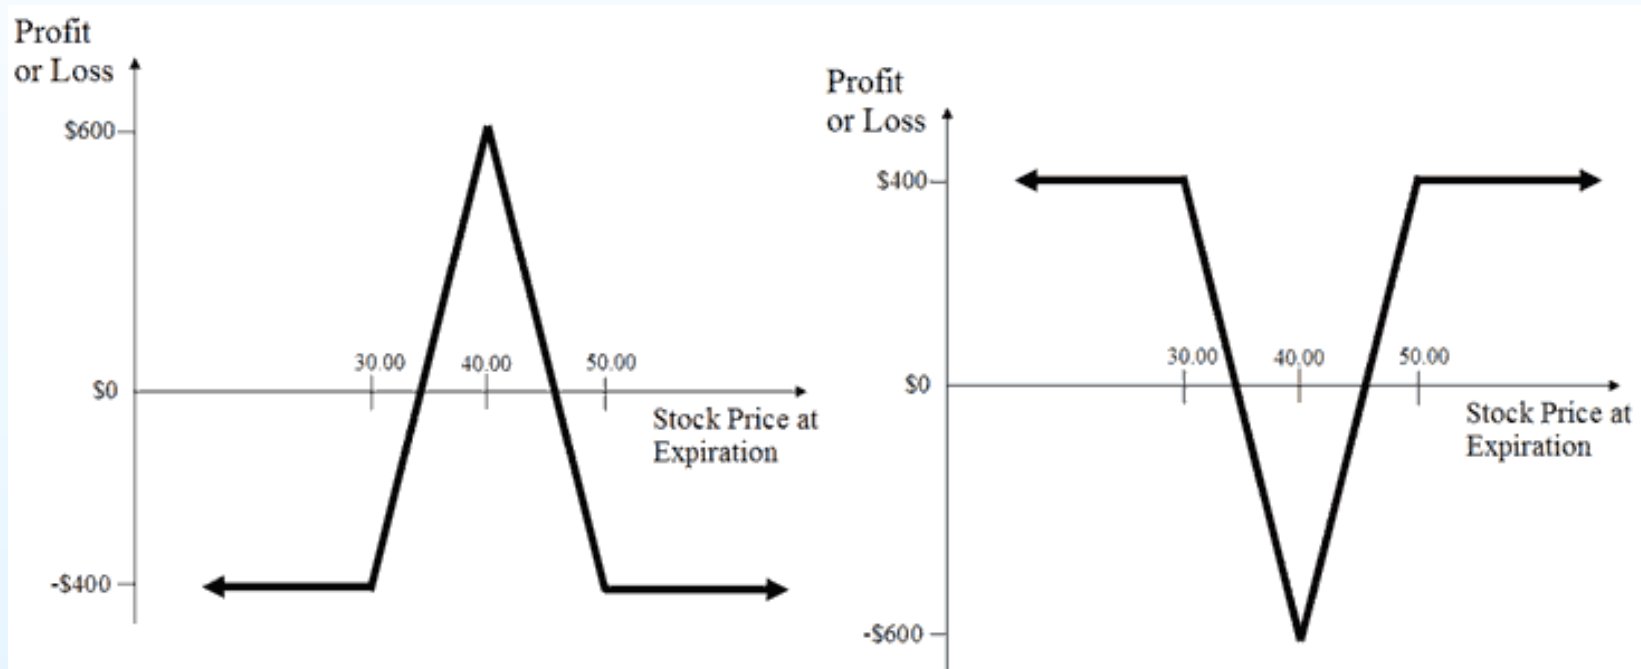 Profit
or Loss
$600
30.00 40.00 50.00
$0
Stock Price at
Expiration
-$400
Profit
or Loss
$400
30.00 40.00 50.00
$0
Stock Price at
Expiration
-$600